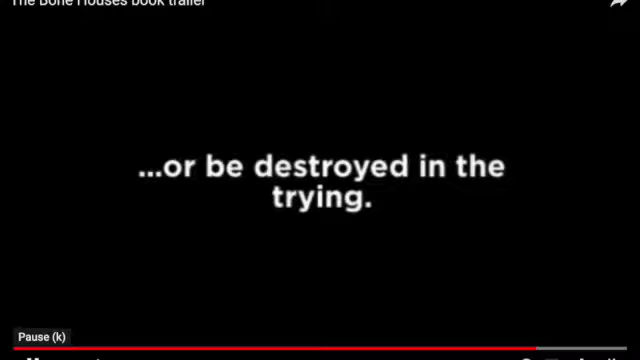 The Bone Houses book trailer
...or be destroyed in the
trying.
Pause (k)